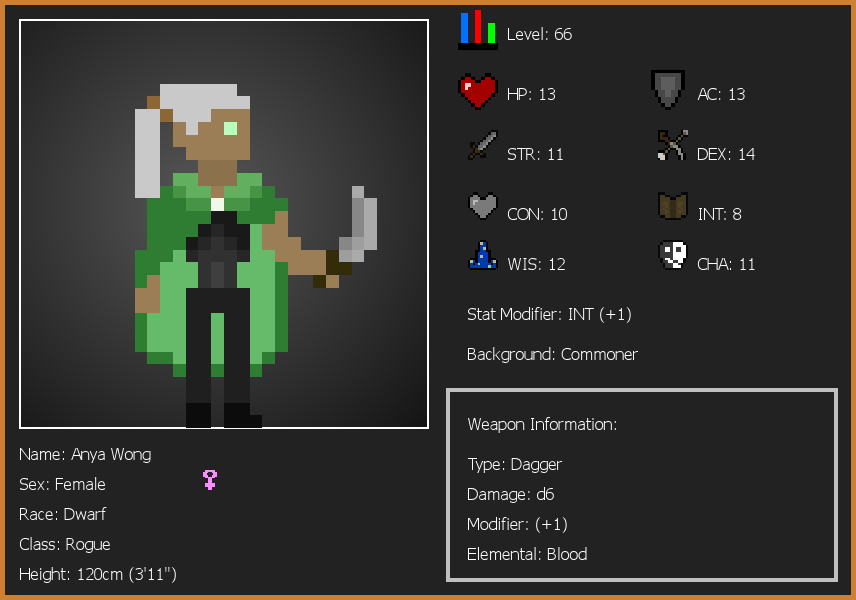 Level: 66
HP: 13
AC: 13
STR: 11
DEX: 14
CON: 10
INT: 8
WIS: 12
CHA: 11
Stat Modifier: INT (+1)
Background: Commoner
Weapon Information:
Type: Dagger
Damage: d6
Modifier: (+1)
Elemental: Blood
Name: Anya Wong
Sex: Female
Race: Dwarf
Class: Rogue
Height: 120cm (3'11")